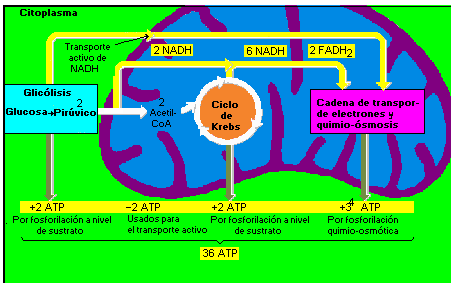 Citoplasma
Transporte
activo de
NADH
2 NADH
6 NADH
2 FADH2
Glicólisis
2
Glucosa→Pirúvico
2
Acetil-
CoA
Ciclo
de
Krebs
Cadena de transpor-
de electrones y
quimio-ósmosis
+2 ATP
−2 ATP
+2 ATP
+34 ATP
Por fosforilación a nivel
de sustrato
Usados para
el transporte activo
Por fosforilación a nivel
de sustrato
Por fosforilación
quimio-osmótica
36 ATP